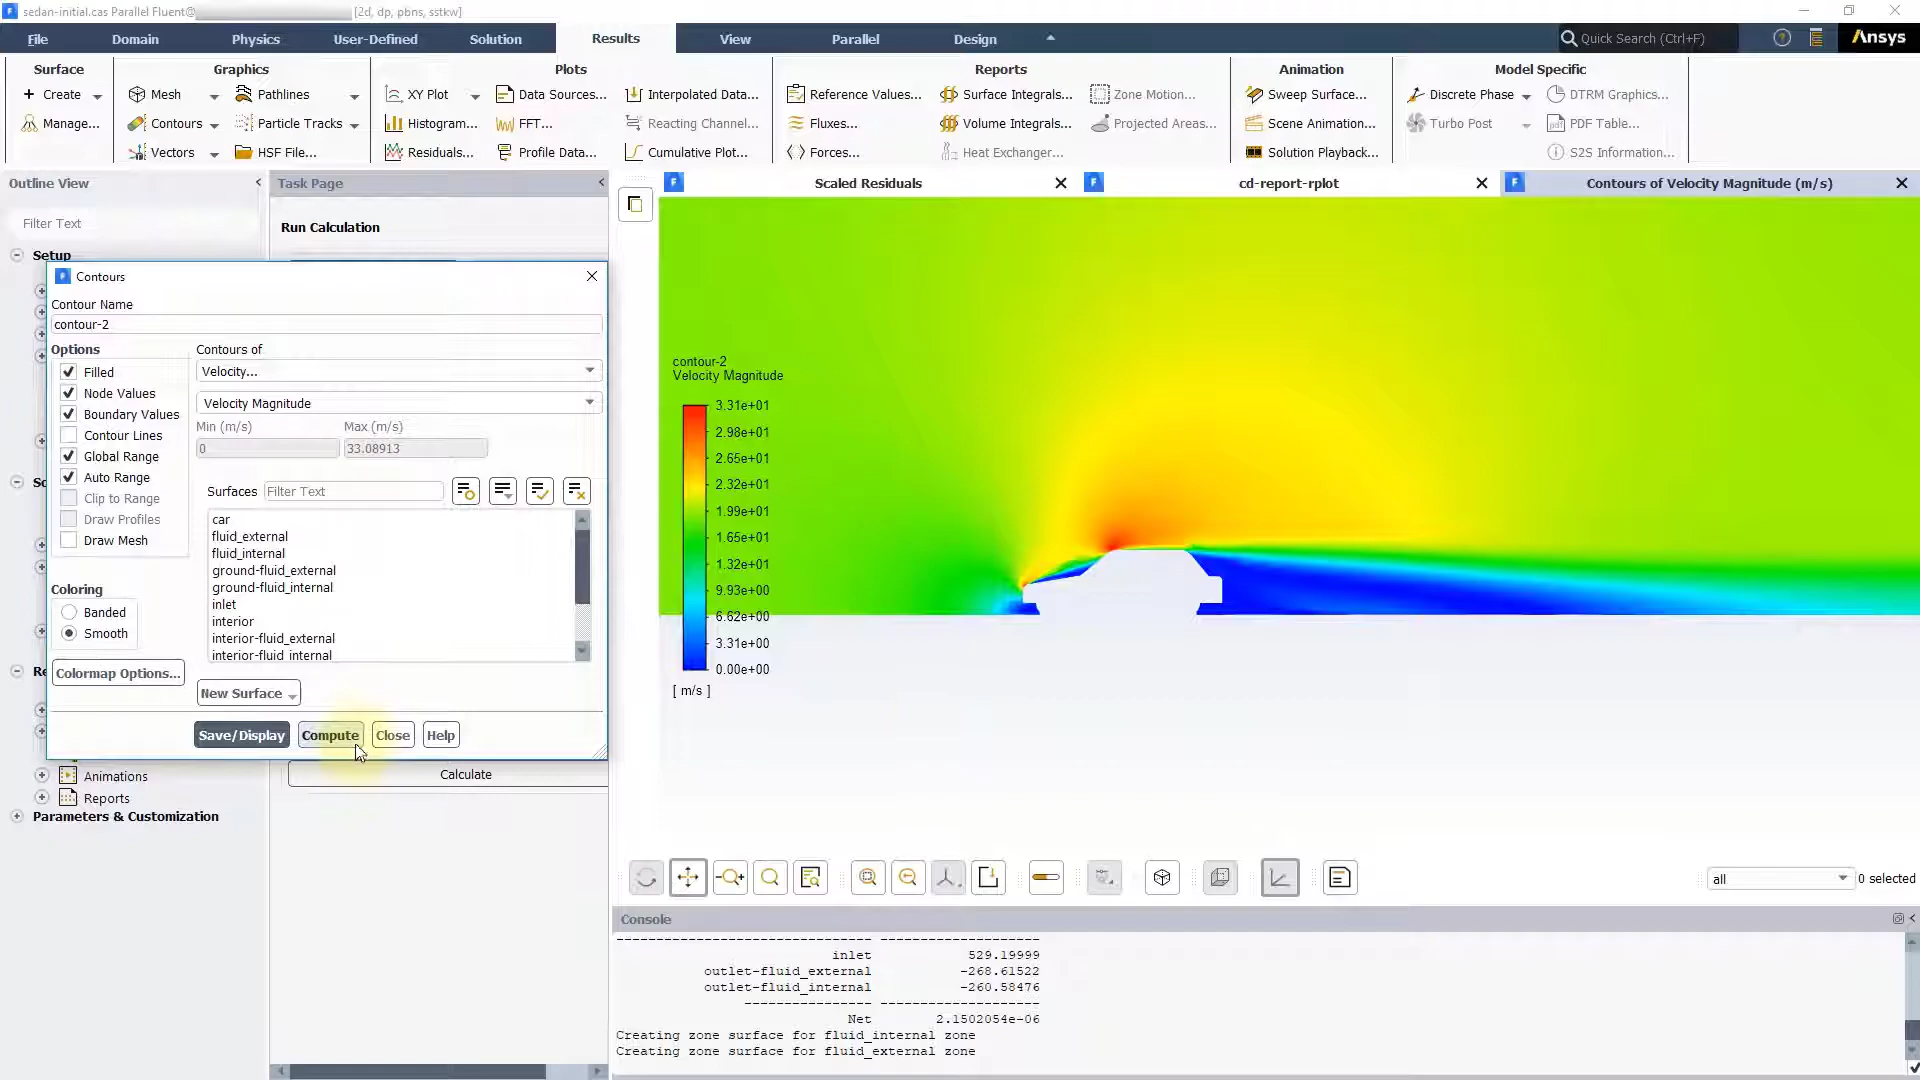 sedan-initial.cas Parallel Fluent@ [2d, dp, pbns, sstkw]
File Domain Physics User-Defined Solution Results View Parallel Design Quick Search (Ctrl+F) Ansys
Surface Graphics Plots Reports Animation Model Specific
+ Create Mesh Pathlines XY Plot Data Sources... Interpolated Data... Reference Values... Surface Integrals... Zone Motion... Sweep Surface... Discrete Phase DTRM Graphics...
Manage... Contours Particle Tracks Histogram... FFT... Reacting Channel... Fluxes... Volume Integrals... Projected Areas... Scene Animation... Turbo Post PDF Table...
Vectors HSF File... Residuals... Profile Data... Cumulative Plot... Forces... Heat Exchanger... Solution Playback... S2S Information...
Outline View
Filter Text
Setup
So
Re
Animations
Reports
Parameters & Customization
Task Page
Run Calculation
Calculate
Contours
Contour Name
contour-2
Options
Filled
Node Values
Boundary Values
Contour Lines
Global Range
Auto Range
Clip to Range
Draw Profiles
Draw Mesh
Coloring
Banded
Smooth
Colormap Options...
Contours of
Velocity...
Velocity Magnitude
Min (m/s) Max (m/s)
0 33.08913
Surfaces Filter Text
car
fluid_external
fluid_internal
ground-fluid_external
ground-fluid_internal
inlet
interior
interior-fluid_external
interior-fluid_internal
New Surface
Save/Display Compute Close Help
Scaled Residuals cd-report-rplot Contours of Velocity Magnitude (m/s)
contour-2
Velocity Magnitude
3.31e+01
2.98e+01
2.65e+01
2.32e+01
1.99e+01
1.65e+01
1.32e+01
9.93e+00
6.62e+00
3.31e+00
0.00e+00
[ m/s ]
all 0 selected
Console
------------------------------- --------------------
inlet 529.19999
outlet-fluid_external -268.61522
outlet-fluid_internal -260.58476
---------------- --------------------
Net 2.1502054e-06
Creating zone surface for fluid_internal zone
Creating zone surface for fluid_external zone